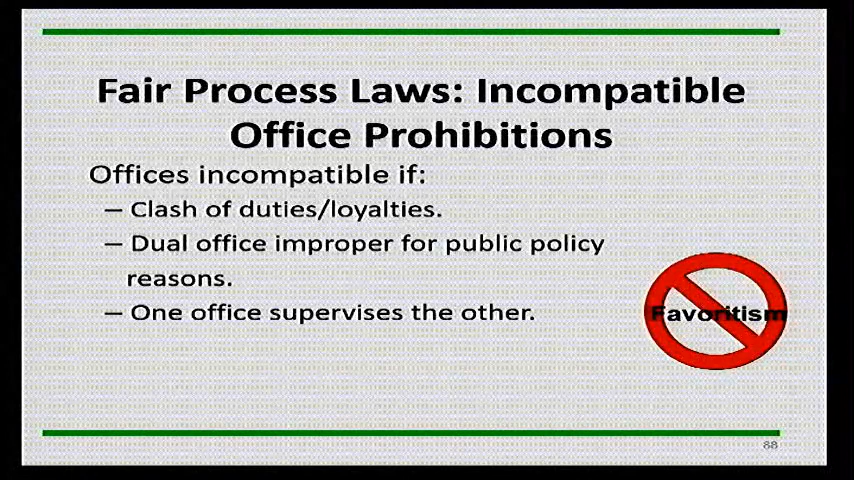 Fair Process Laws: Incompatible
Office Prohibitions
Offices incompatible if:
– Clash of duties/loyalties.
– Dual office improper for public policy
reasons.
– One office supervises the other.
Favoritism
88